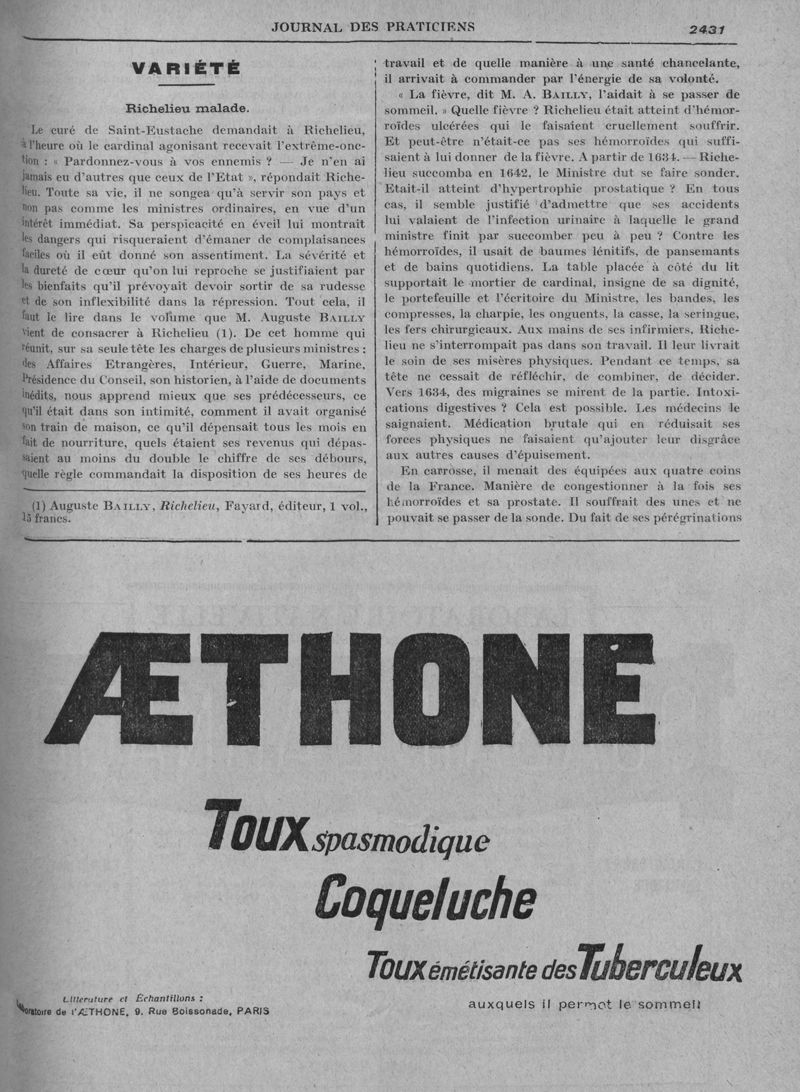 JOURNAL DES PRATICIENS
2431
VARIÉTÉ
Richelieu malade.
Le curé de Saint-Eustache demandait à Richelieu,
à l'heure où le cardinal agonisant recevait l'extrême-onc-
tion : « Pardonnez-vous à vos ennemis ? — Je n'en ai
jamais eu d'autres que ceux de l'Etat », répondait Riche-
lieu. Toute sa vie, il ne songea qu'à servir son pays et
non pas comme les ministres ordinaires, en vue d'un
intérêt immédiat. Sa perspicacité en éveil lui montrait
les dangers qui risqueraient d'émaner de complaisances
faciles où il eût donné son assentiment. La sévérité et
la dureté de cœur qu'on lui reproche se justifiaient par
les bienfaits qu'il prévoyait devoir sortir de sa rudesse
et de son inflexibilité dans la répression. Tout cela, il
faut le lire dans le volume que M. Auguste BAILLY
vient de consacrer à Richelieu (1). De cet homme qui
réunit, sur sa seule tête les charges de plusieurs ministres :
des Affaires Etrangères, Intérieur, Guerre, Marine,
Présidence du Conseil, son historien, à l'aide de documents
inédits, nous apprend mieux que ses prédécesseurs, ce
qu'il était dans son intimité, comment il avait organisé
son train de maison, ce qu'il dépensait tous les mois en
fait de nourriture, quels étaient ses revenus qui dépas-
saient au moins du double le chiffre de ses débours,
quelle règle commandait la disposition de ses heures de
(1) Auguste BAILLY, Richelieu, Fayard, éditeur, 1 vol.,
15 francs.
travail et de quelle manière à une santé chancelante,
il arrivait à commander par l'énergie de sa volonté.
« La fièvre, dit M. A. BAILLY, l'aidait à se passer de
sommeil. » Quelle fièvre ? Richelieu était atteint d'hémor-
roïdes ulcérées qui le faisaient cruellement souffrir.
Et peut-être n'était-ce pas ses hémorroïdes qui suffi-
saient à lui donner de la fièvre. A partir de 1634. — Riche-
lieu succomba en 1642, le Ministre dut se faire sonder.
Etait-il atteint d'hypertrophie prostatique ? En tous
cas, il semble justifié d'admettre que ses accidents
lui valaient de l'infection urinaire à laquelle le grand
ministre finit par succomber peu à peu ? Contre les
hémorroïdes, il usait de baumes lénitifs, de pansements
et de bains quotidiens. La table placée à côté du lit
supportait le mortier de cardinal, insigne de sa dignité,
le portefeuille et l'écritoire du Ministre, les bandes, les
compresses, la charpie, les onguents, la casse, la seringue,
les fers chirurgicaux. Aux mains de ses infirmiers, Riche-
lieu ne s'interrompait pas dans son travail. Il leur livrait
le soin de ses misères physiques. Pendant ce temps, sa
tête ne cessait de réfléchir, de combiner, de décider.
Vers 1634, des migraines se mirent de la partie. Intoxi-
cations digestives ? Cela est possible. Les médecins le
saignaient. Médication brutale qui en réduisait ses
forces physiques ne faisaient qu'ajouter leur disgrâce
aux autres causes d'épuisement.
En carrosse, il menait des équipées aux quatre coins
de la France. Manière de congestionner à la fois ses
hémorroïdes et sa prostate. Il souffrait des unes et ne
pouvait se passer de la sonde. Du fait de ses pérégrinations
ÆTHONE
Toux spasmodique
Coqueluche
Toux émétisante des Tuberculeux
auxquels il permet le sommeil
Littérature et Échantillons :
Laboratoire de l'ÆTHONE, 9, Rue Boissonade, PARIS